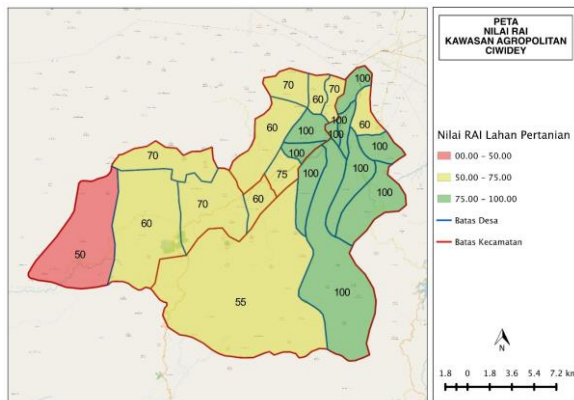 PETA
NILAI RAI
KAWASAN AGROPOLITAN
CIWIDEY
Nilai RAI Lahan Pertanian
00.00 - 50.00
50.00 - 75.00
75.00 - 100.00
Batas Desa
Batas Kecamatan
N
1.8 0 1.8 3.6 5.4 7.2 km
70
60
70
100
60
100
100
100
60
100
70
100
75
100
100
60
70
60
100
50
55
100